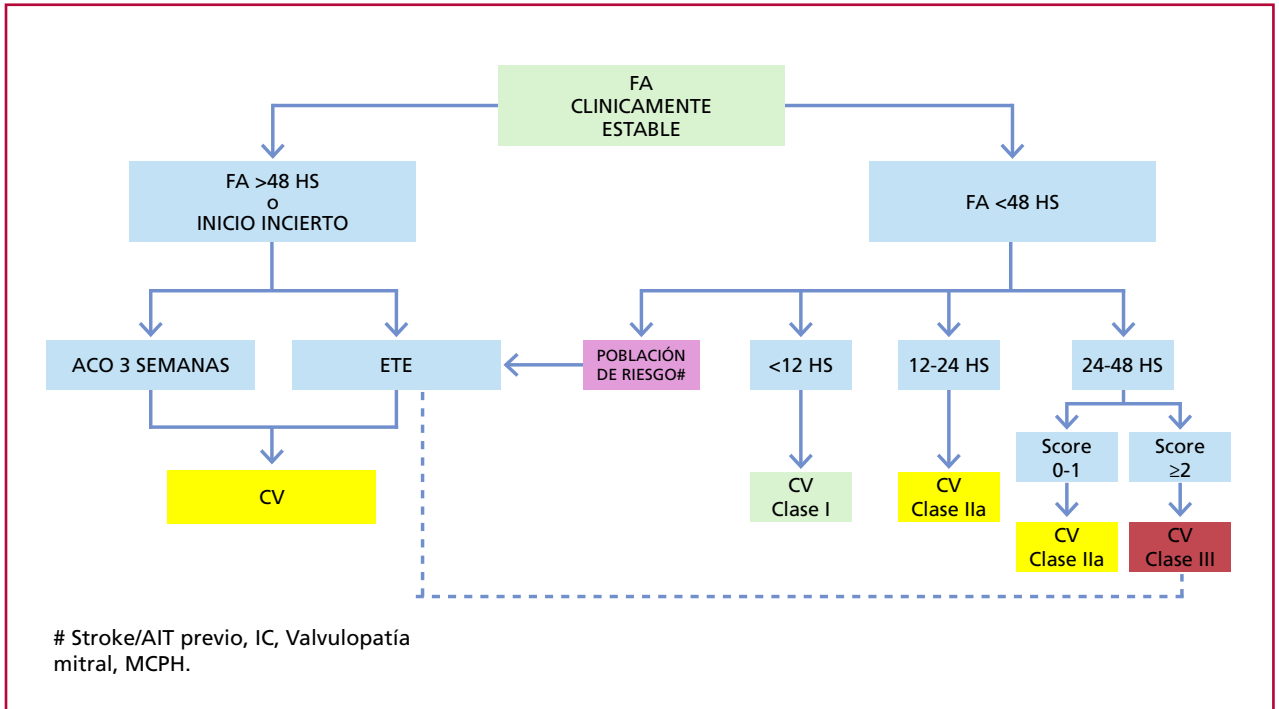 FA
CLINICAMENTE
ESTABLE
FA >48 HS
o
INICIO INCIERTO
FA <48 HS
ACO 3 SEMANAS
ETE
POBLACIÓN
DE RIESGO#
<12 HS
12-24 HS
24-48 HS
Score
0-1
Score
≥2
CV
CV
Clase I
CV
Clase IIa
CV
Clase IIa
CV
Clase III
# Stroke/AIT previo, IC, Valvulopatía
mitral, MCPH.